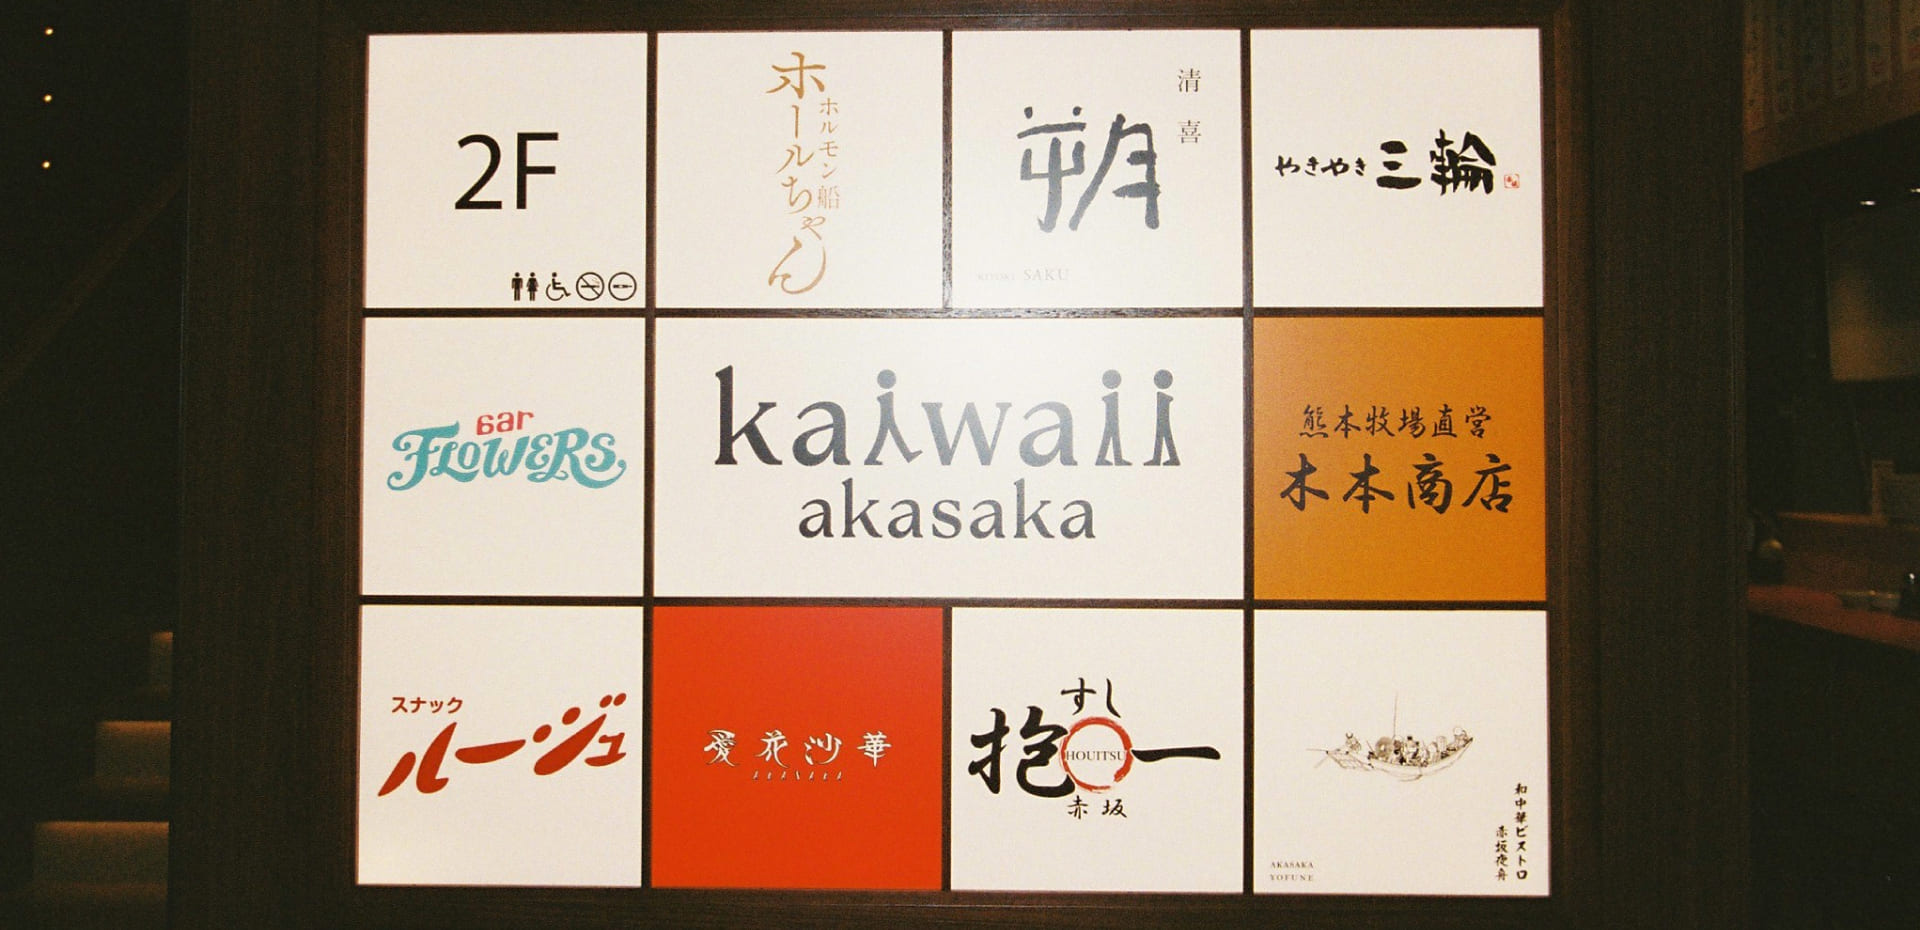 2F
ホールちゃん
ホルモン船
清喜
朔
KIYOKI SAKU
やきやき 三輪
bar
FLOWERS
kaiwaii
akasaka
熊本牧場直営
木本商店
スナック
ルージュ
愛花沙華
すし
抱一
HOUITSU
赤坂
和中華ビストロ
赤坂夜舟
AKASAKA
YOFUNE